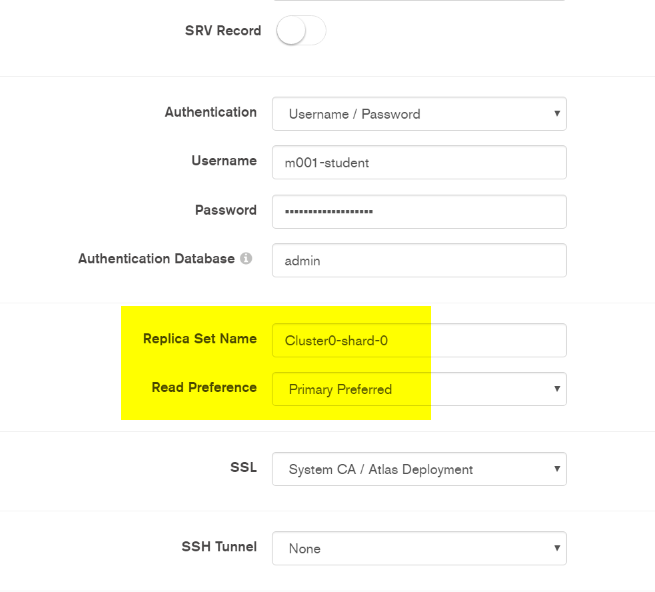 SRV Record
Authentication Username / Password
Username m001-student
Password •••••••••••••••••••
Authentication Database admin
Replica Set Name Cluster0-shard-0
Read Preference Primary Preferred
SSL System CA / Atlas Deployment
SSH Tunnel None